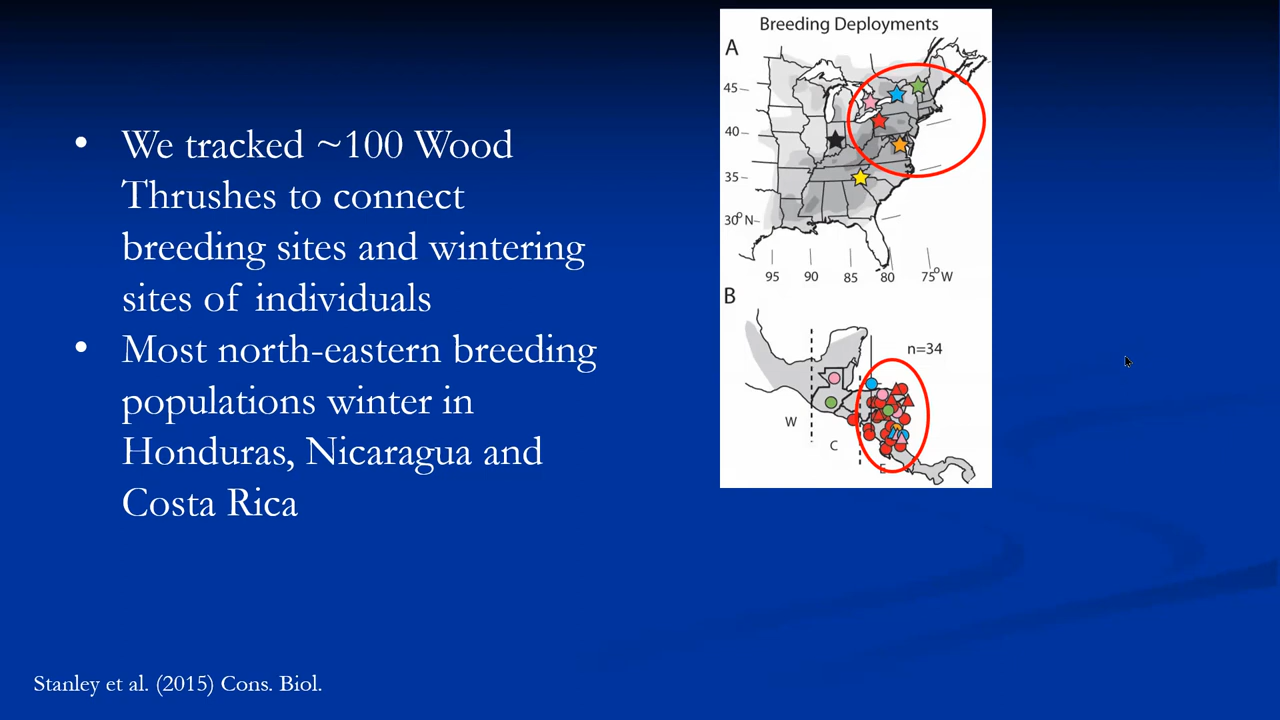 • We tracked ~100 Wood
Thrushes to connect
breeding sites and wintering
sites of individuals
• Most north-eastern breeding
populations winter in
Honduras, Nicaragua and
Costa Rica
Stanley et al. (2015) Cons. Biol.
Breeding Deployments
A
45
40
35
30°N
95 90 85 80 75°W
B
n=34
W
C
E